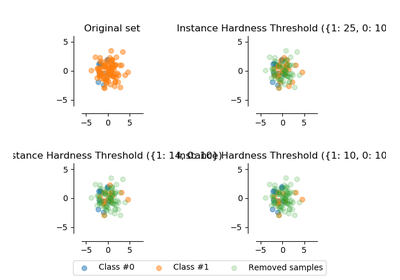 Original set
Instance Hardness Threshold ({1: 25, 0: 10
5
0
−5
−5 0 5
5
0
−5
−5 0 5
stance Hardness Threshold ({1: 14, 0: 10})
Hardness Threshold ({1: 10, 0: 10
5
0
−5
−5 0 5
5
0
−5
−5 0 5
Class #0 Class #1 Removed samples